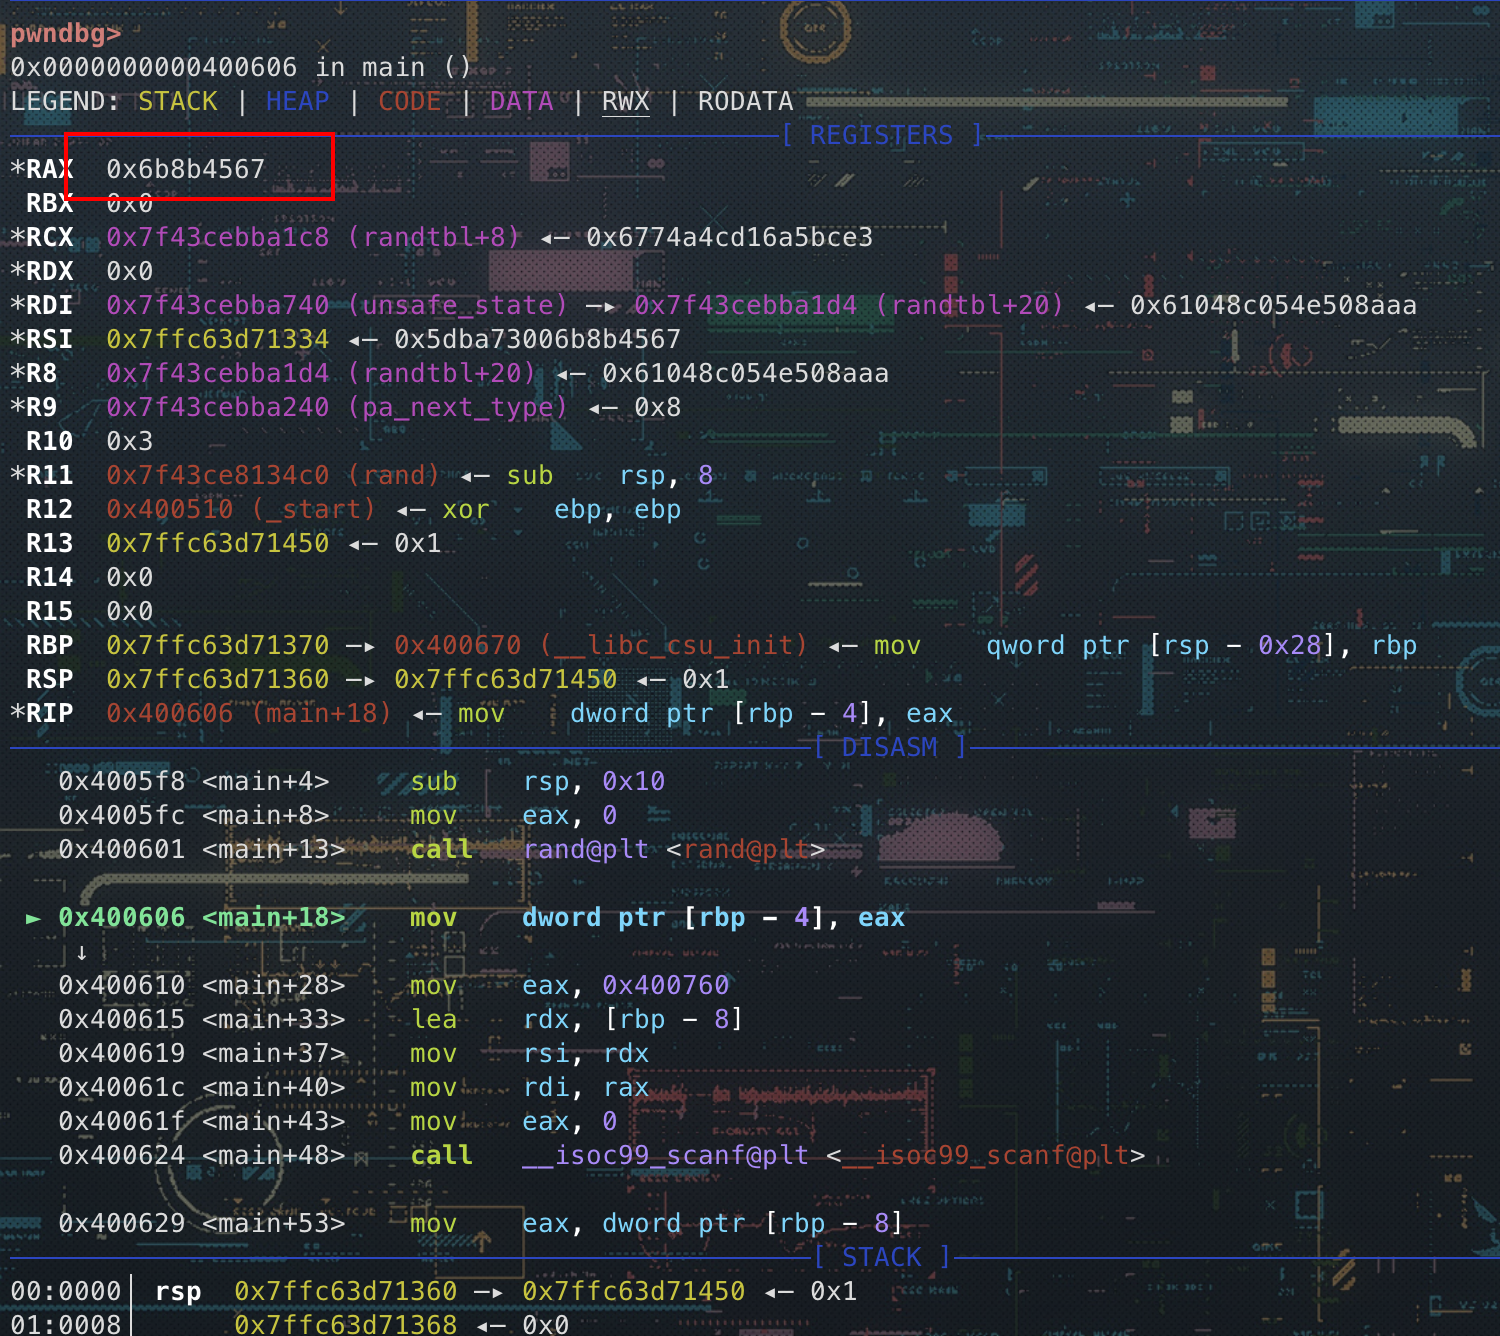 pwndbg>
0x0000000000400606 in main ()
LEGEND: STACK | HEAP | CODE | DATA | RWX | RODATA
[ REGISTERS ]
*RAX  0x6b8b4567
 RBX  0x0
*RCX  0x7f43cebba1c8 (randtbl+8) ◂— 0x6774a4cd16a5bce3
*RDX  0x0
*RDI  0x7f43cebba740 (unsafe_state) —▸ 0x7f43cebba1d4 (randtbl+20) ◂— 0x61048c054e508aaa
*RSI  0x7ffc63d71334 ◂— 0x5dba73006b8b4567
*R8   0x7f43cebba1d4 (randtbl+20) ◂— 0x61048c054e508aaa
*R9   0x7f43cebba240 (pa_next_type) ◂— 0x8
 R10  0x3
*R11  0x7f43ce8134c0 (rand) ◂— sub    rsp, 8
 R12  0x400510 (_start) ◂— xor    ebp, ebp
 R13  0x7ffc63d71450 ◂— 0x1
 R14  0x0
 R15  0x0
 RBP  0x7ffc63d71370 —▸ 0x400670 (__libc_csu_init) ◂— mov    qword ptr [rsp - 0x28], rbp
 RSP  0x7ffc63d71360 —▸ 0x7ffc63d71450 ◂— 0x1
*RIP  0x400606 (main+18) ◂— mov    dword ptr [rbp - 4], eax
[ DISASM ]
   0x4005f8 <main+4>     sub    rsp, 0x10
   0x4005fc <main+8>     mov    eax, 0
   0x400601 <main+13>    call   rand@plt <rand@plt>
 ► 0x400606 <main+18>    mov    dword ptr [rbp - 4], eax
    ↓
   0x400610 <main+28>    mov    eax, 0x400760
   0x400615 <main+33>    lea    rdx, [rbp - 8]
   0x400619 <main+37>    mov    rsi, rdx
   0x40061c <main+40>    mov    rdi, rax
   0x40061f <main+43>    mov    eax, 0
   0x400624 <main+48>    call   __isoc99_scanf@plt <__isoc99_scanf@plt>
   0x400629 <main+53>    mov    eax, dword ptr [rbp - 8]
[ STACK ]
00:0000│ rsp  0x7ffc63d71360 —▸ 0x7ffc63d71450 ◂— 0x1
01:0008│      0x7ffc63d71368 ◂— 0x0